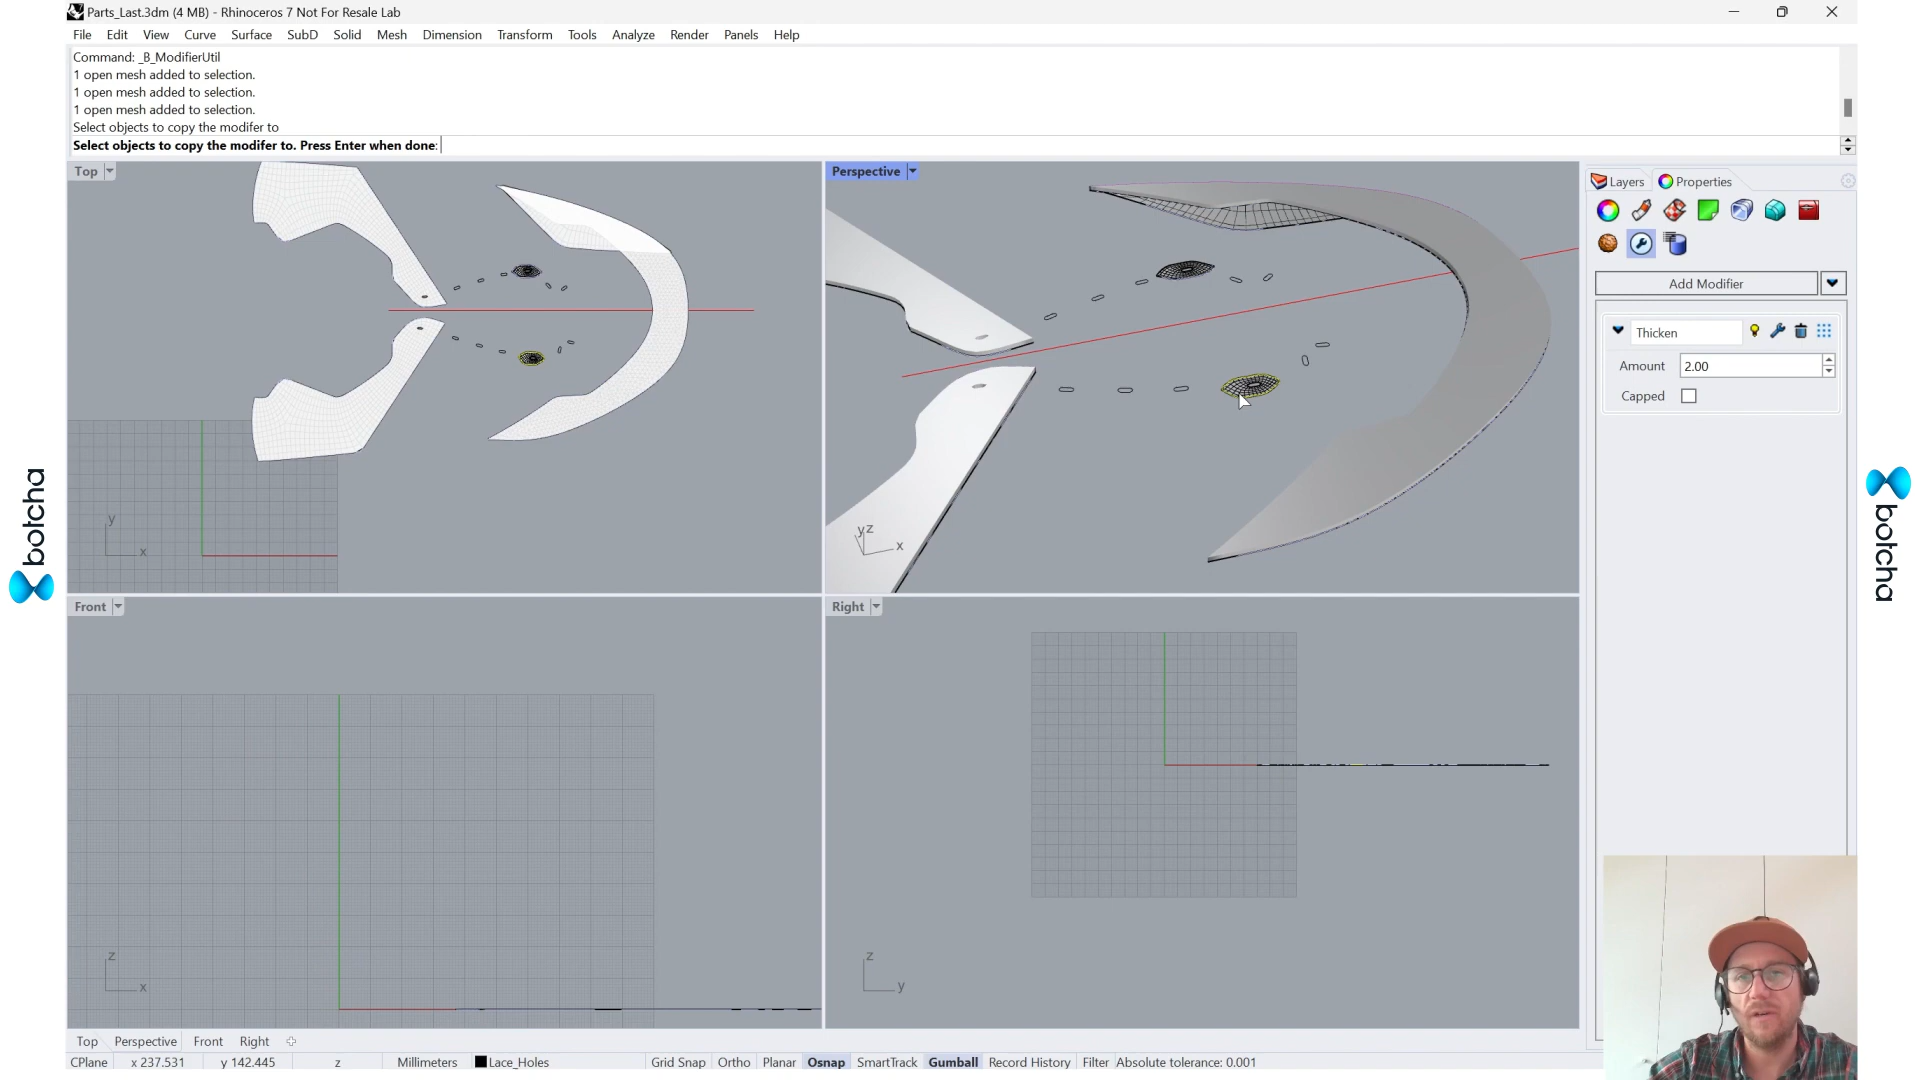 Parts_Last.3dm (4 MB) - Rhinoceros 7 Not For Resale Lab
File Edit View Curve Surface SubD Solid Mesh Dimension Transform Tools Analyze Render Panels Help
Command: _B_ModifierUtil
1 open mesh added to selection.
1 open mesh added to selection.
1 open mesh added to selection.
Select objects to copy the modifer to
Select objects to copy the modifer to. Press Enter when done:
Top
Perspective
Layers Properties
Add Modifier
Thicken
Amount 2.00
Capped
y
x
yz
x
Front
Right
z
x
z
y
botcha
botcha
Top Perspective Front Right
CPlane x 237.531 y 142.445 z Millimeters Lace_Holes Grid Snap Ortho Planar Osnap SmartTrack Gumball Record History Filter Absolute tolerance: 0.001